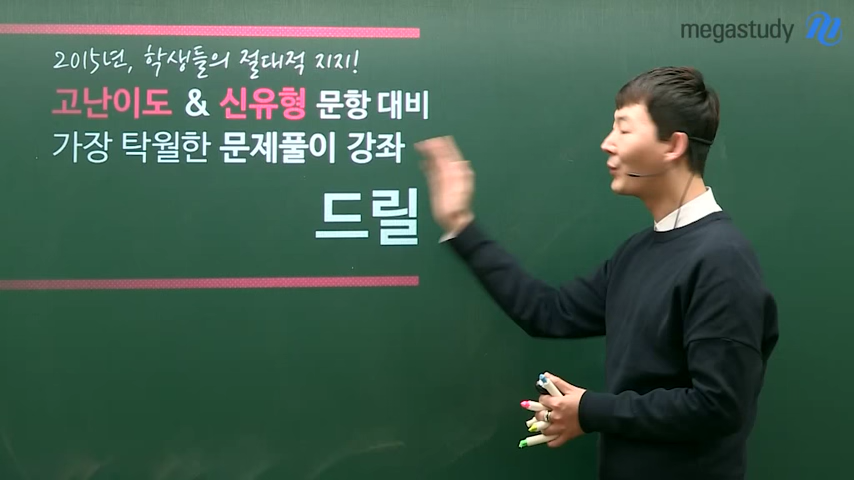 megastudy
2015년, 학생들의 절대적 지지!
고난이도 & 신유형 문항 대비
가장 탁월한 문제풀이 강좌
드릴